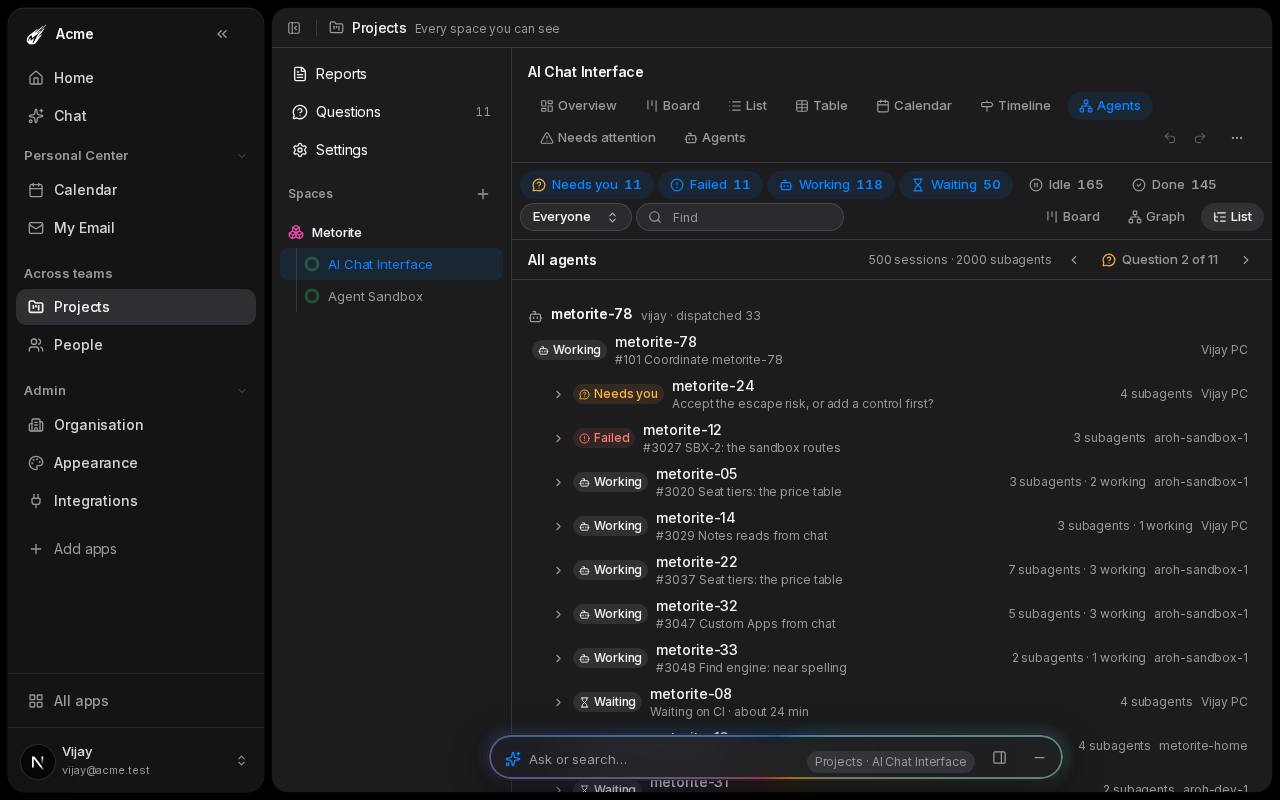 Acme
Home
Chat
Personal Center
Calendar
My Email
Across teams
Projects
People
Admin
Organisation
Appearance
Integrations
Add apps
All apps
Vijay
vijay@acme.test
Projects Every space you can see
Reports
Questions 11
Settings
Spaces
Metorite
AI Chat Interface
Agent Sandbox
AI Chat Interface
Overview Board List Table Calendar Timeline Agents
Needs attention Agents
Needs you 11 Failed 11 Working 118 Waiting 50 Idle 165 Done 145
Everyone Find Board Graph List
All agents 500 sessions · 2000 subagents Question 2 of 11
metorite-78 vijay · dispatched 33
Working metorite-78 Vijay PC
#101 Coordinate metorite-78
Needs you metorite-24 4 subagents Vijay PC
Accept the escape risk, or add a control first?
Failed metorite-12 3 subagents aroh-sandbox-1
#3027 SBX-2: the sandbox routes
Working metorite-05 3 subagents · 2 working aroh-sandbox-1
#3020 Seat tiers: the price table
Working metorite-14 3 subagents · 1 working Vijay PC
#3029 Notes reads from chat
Working metorite-22 7 subagents · 3 working aroh-sandbox-1
#3037 Seat tiers: the price table
Working metorite-32 5 subagents · 3 working aroh-sandbox-1
#3047 Custom Apps from chat
Working metorite-33 2 subagents · 1 working aroh-sandbox-1
#3048 Find engine: near spelling
Waiting metorite-08 4 subagents Vijay PC
Waiting on CI · about 24 min
4 subagents metorite-home
Ask or search… Projects · AI Chat Interface
Waiting metorite-31 2 subagents aroh-dev-1